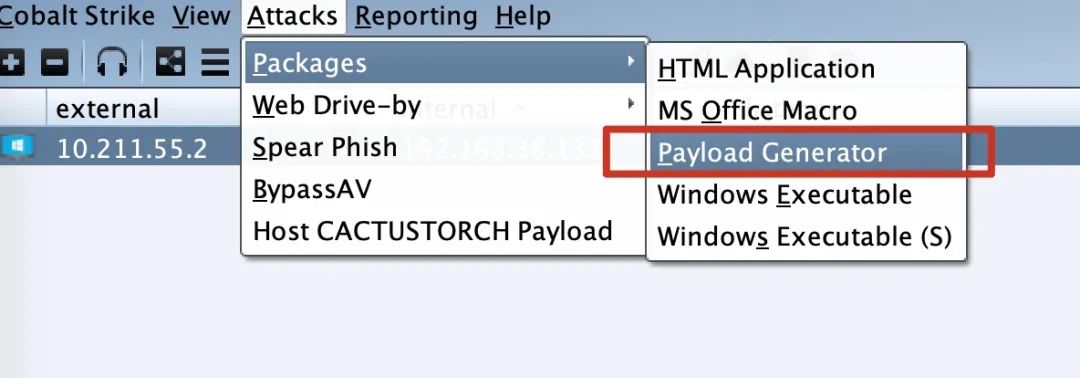 Cobalt Strike View Attacks Reporting Help
Packages
Web Drive-by
Spear Phish
BypassAV
Host CACTUSTORCH Payload
HTML Application
MS Office Macro
Payload Generator
Windows Executable
Windows Executable (S)
external
10.211.55.2